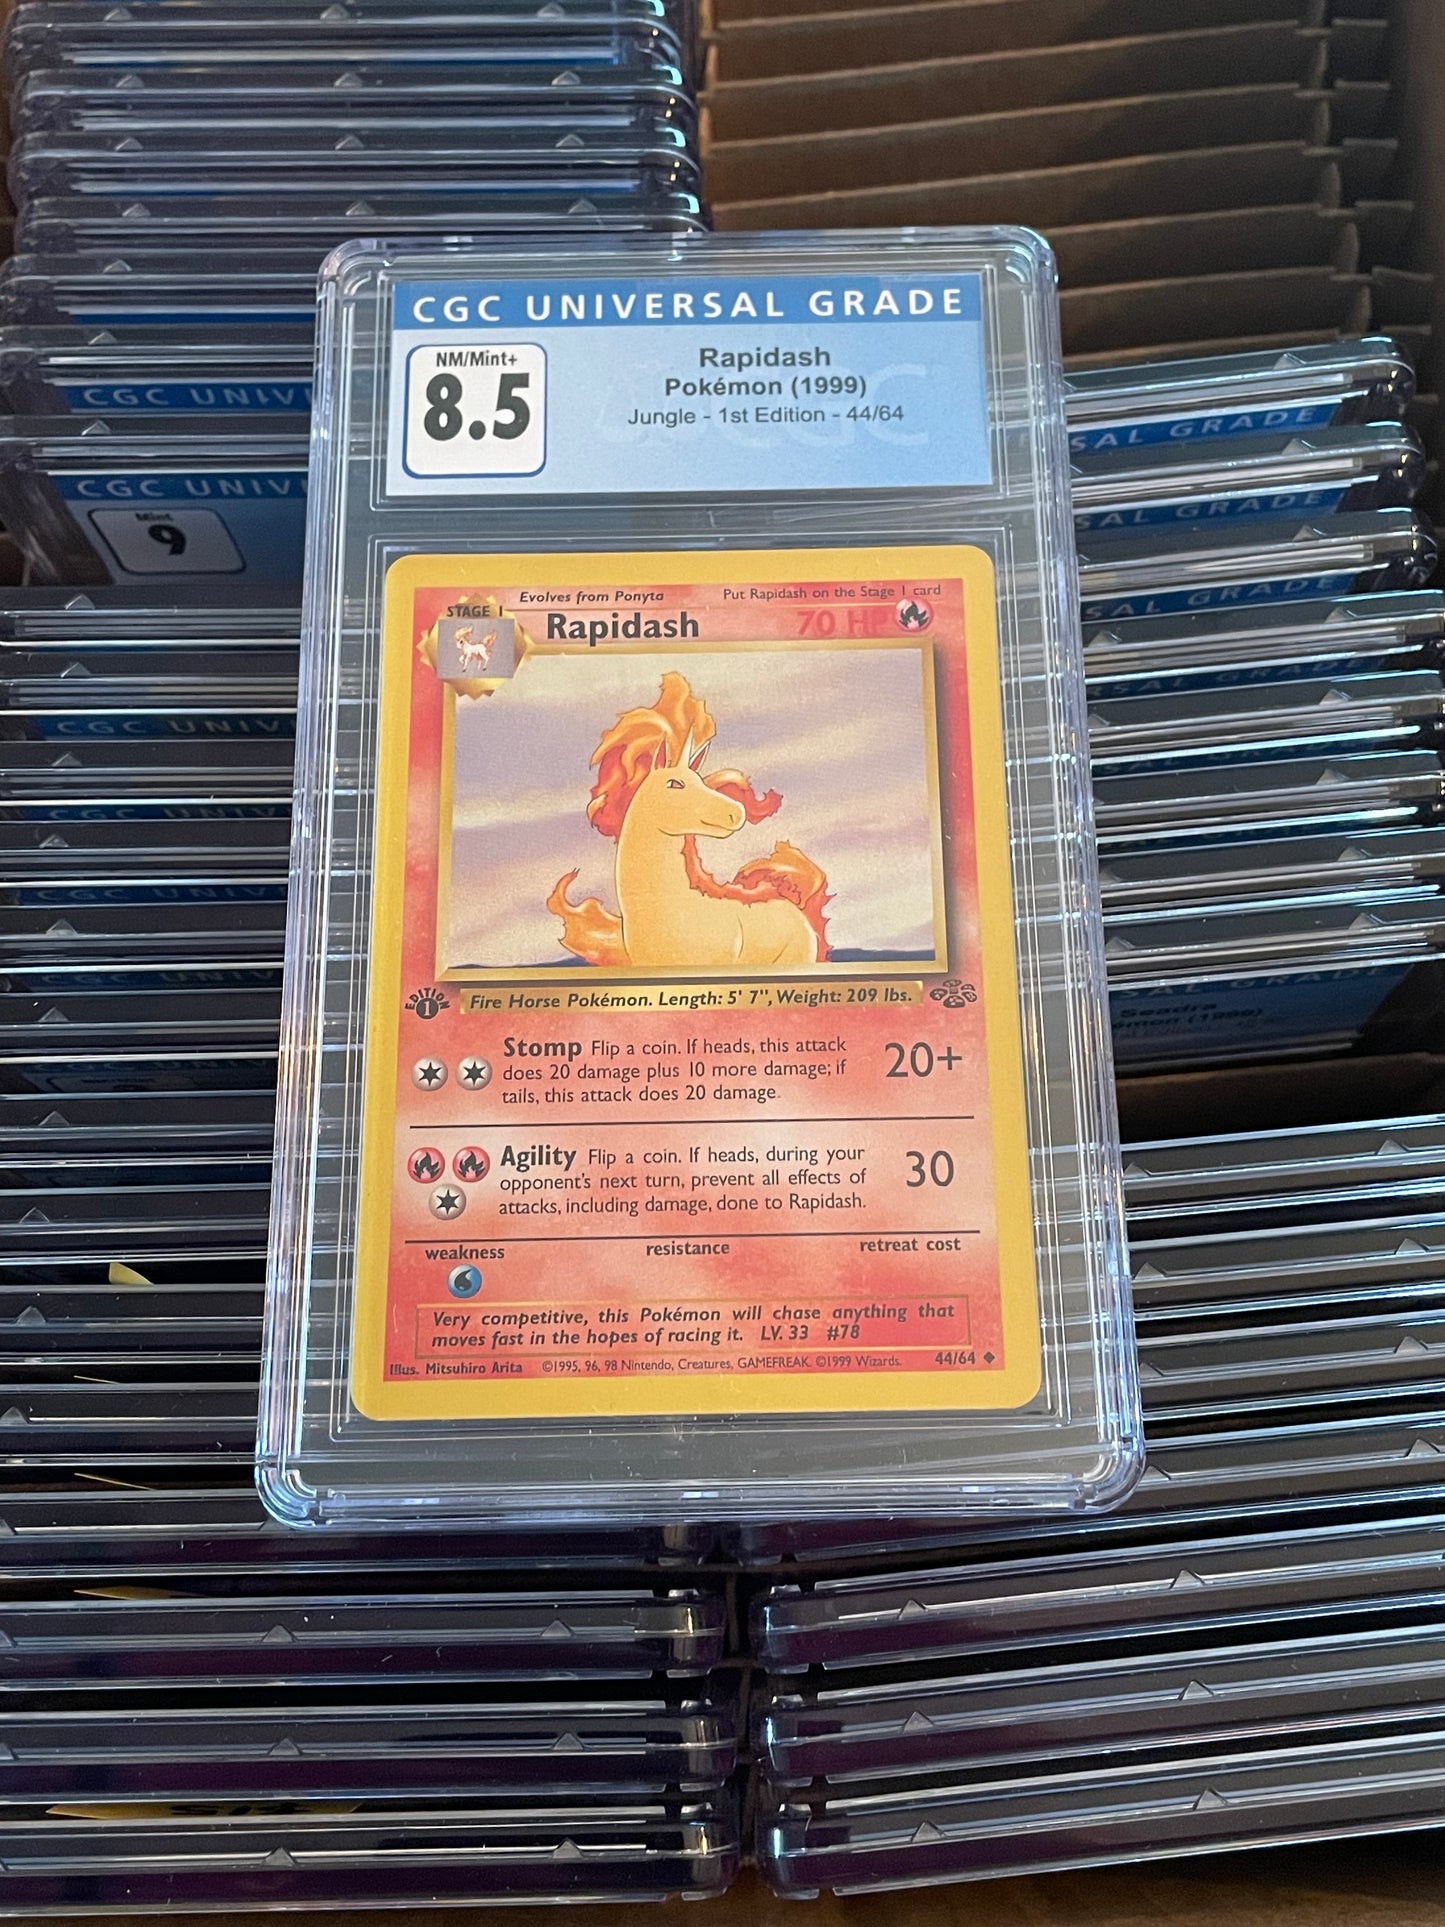 CGC UNIVERSAL GRADE
NM/Mint+
8.5
Rapidash
Pokémon (1999)
Jungle - 1st Edition - 44/64
CGC UNIV
CGC UNIV
Mint
9
CGC UNIV
SAL GRADE
SAL GRADE
SAL GRADE
Seadra
STAGE 1
Evolves from Ponyta
Put Rapidash on the Stage 1 card
Rapidash
70 HP
EDITION
1
Fire Horse Pokémon. Length: 5' 7", Weight: 209 lbs.
Stomp Flip a coin. If heads, this attack
does 20 damage plus 10 more damage; if
tails, this attack does 20 damage.
20+
Agility Flip a coin. If heads, during your
opponent's next turn, prevent all effects of
attacks, including damage, done to Rapidash.
30
weakness
resistance
retreat cost
Very competitive, this Pokémon will chase anything that
moves fast in the hopes of racing it. LV. 33 #78
Illus. Mitsuhiro Arita ©1995, 96, 98 Nintendo, Creatures, GAMEFREAK. ©1999 Wizards. 44/64